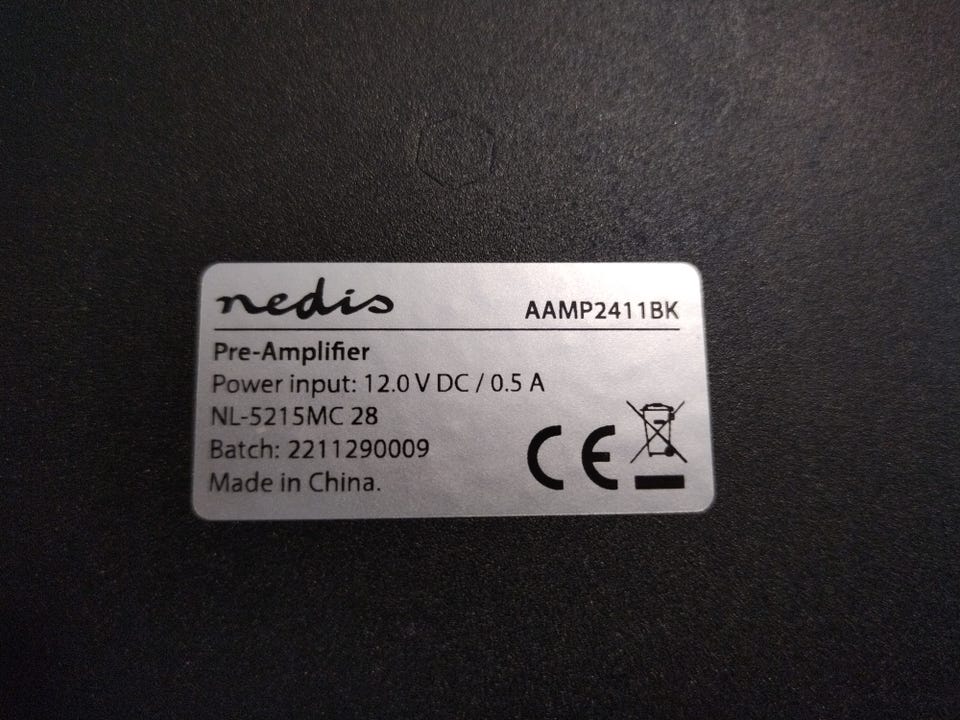 nedis
AAMP2411BK
Pre-Amplifier
Power input: 12.0 V DC / 0.5 A
NL-5215MC 28
Batch: 2211290009
Made in China.
CE